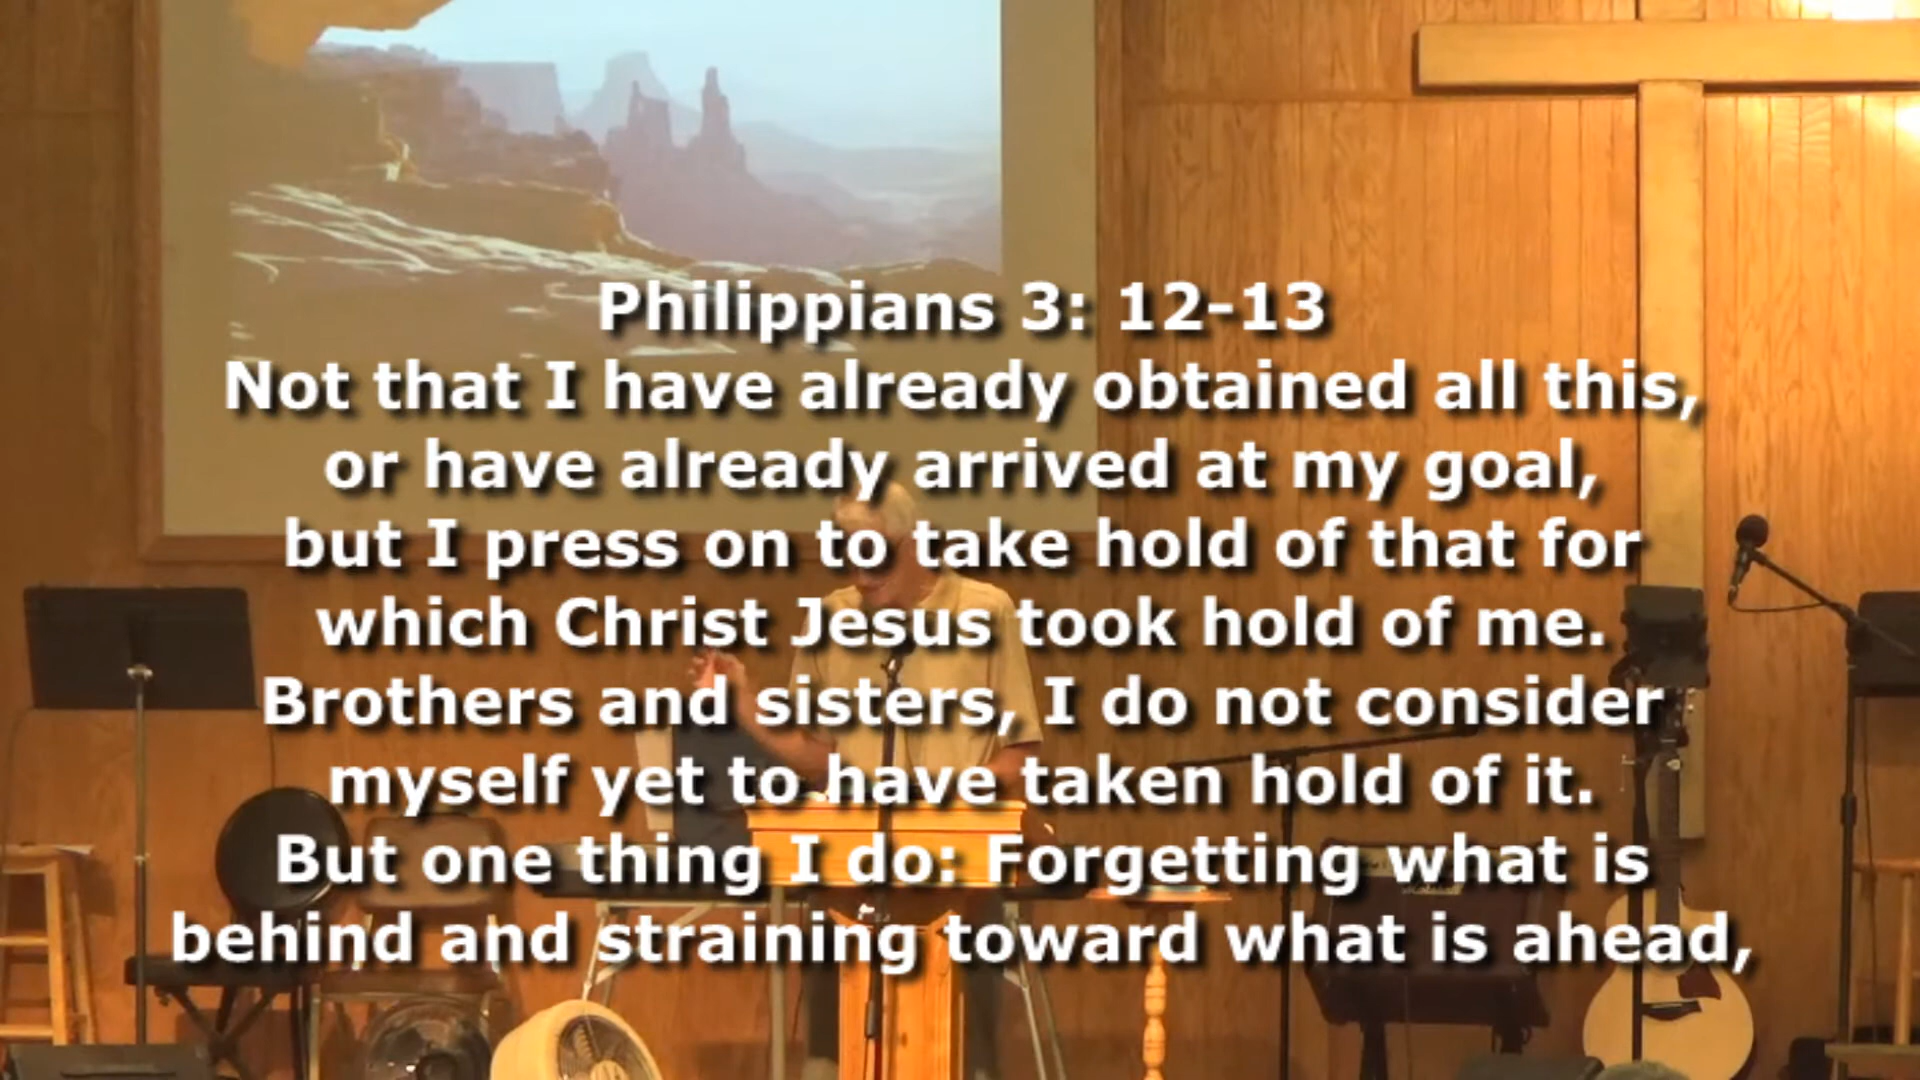 Philippians 3: 12-13
Not that I have already obtained all this,
or have already arrived at my goal,
but I press on to take hold of that for
which Christ Jesus took hold of me.
Brothers and sisters, I do not consider
myself yet to have taken hold of it.
But one thing I do: Forgetting what is
behind and straining toward what is ahead,